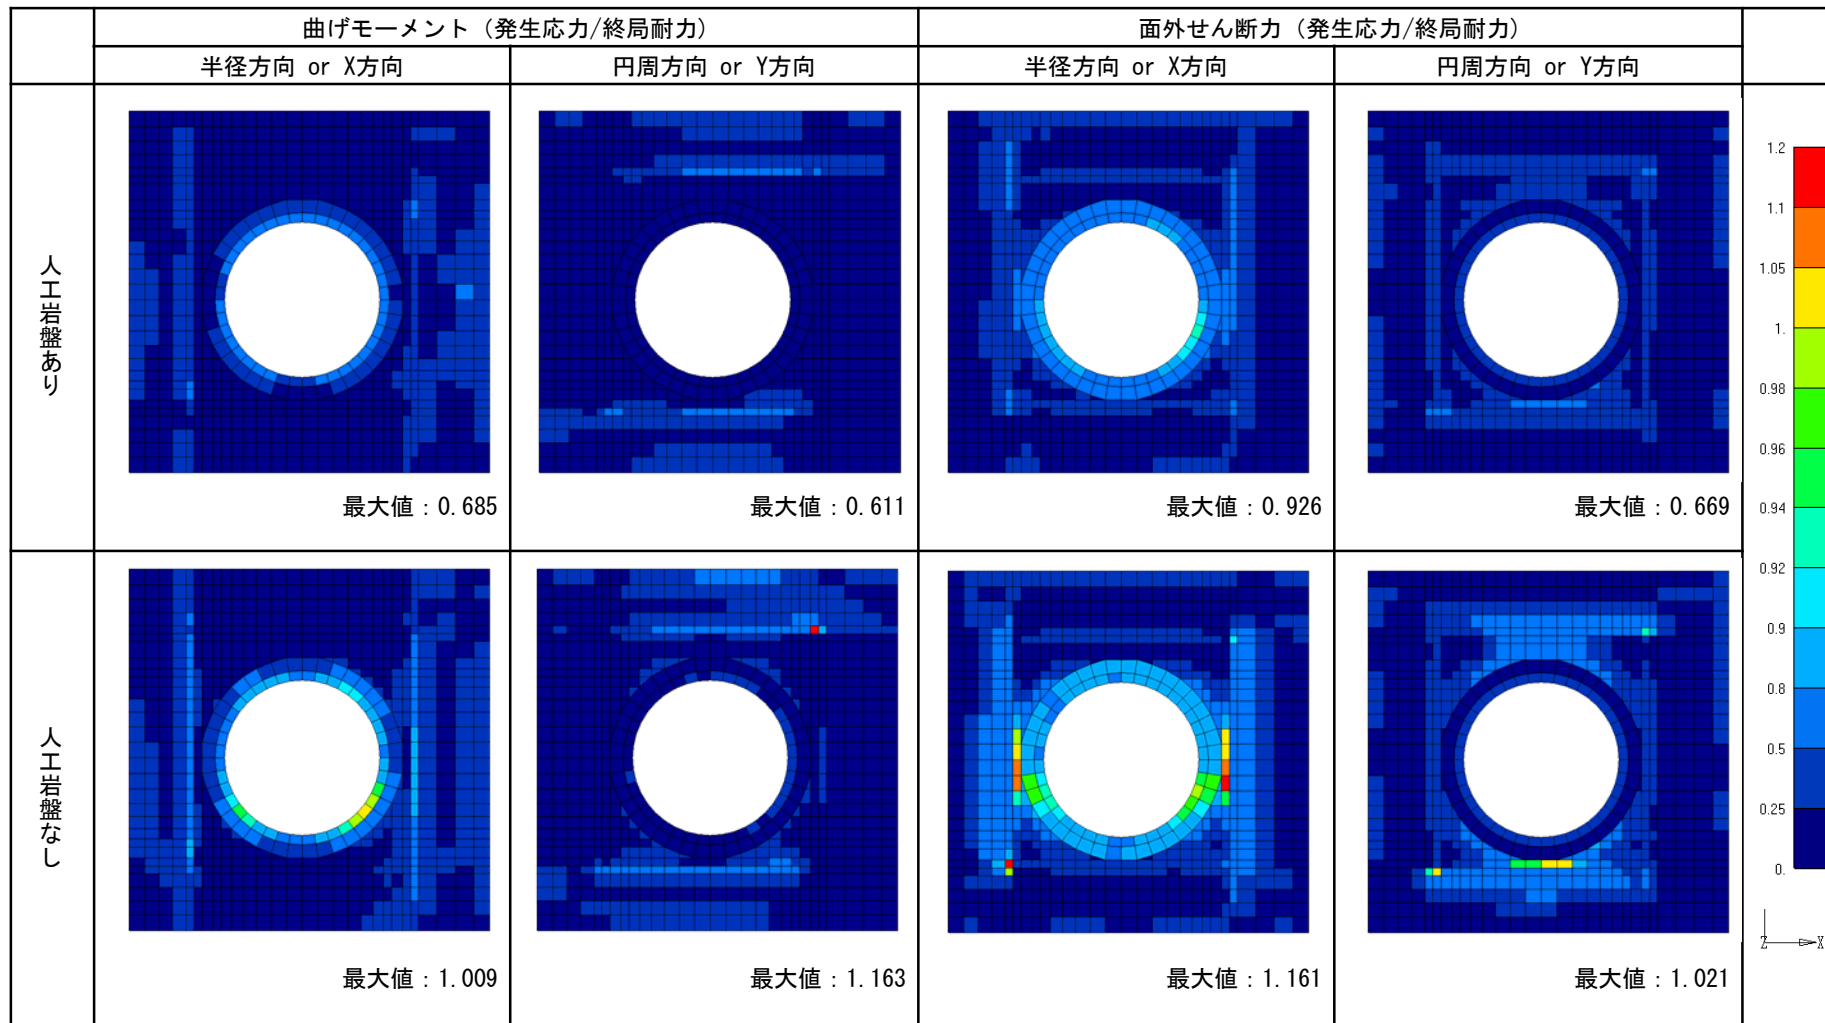 曲げモーメント（発生応力/終局耐力）
面外せん断力（発生応力/終局耐力）
半径方向 or X方向
円周方向 or Y方向
半径方向 or X方向
円周方向 or Y方向
人工岩盤あり
最大値：0.685
最大値：0.611
最大値：0.926
最大値：0.669
人工岩盤なし
最大値：1.009
最大値：1.163
最大値：1.161
最大値：1.021
1.2
1.1
1.05
1.
0.98
0.96
0.94
0.92
0.9
0.8
0.5
0.25
0.
Z
X